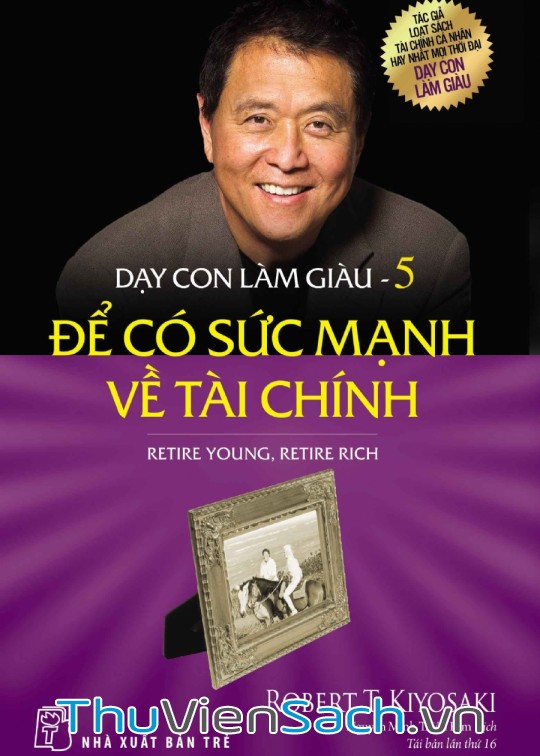 TÁC GIẢ
LOẠT SÁCH
TÀI CHÍNH CÁ NHÂN
HAY NHẤT MỌI THỜI ĐẠI
DẠY CON
LÀM GIÀU
DẠY CON LÀM GIÀU - 5
ĐỂ CÓ SỨC MẠNH
VỀ TÀI CHÍNH
RETIRE YOUNG, RETIRE RICH
ROBERT T. KIYOSAKI
ThuVienSach.vn
NHÀ XUẤT BẢN TRẺ
Tái bản lần thứ 16